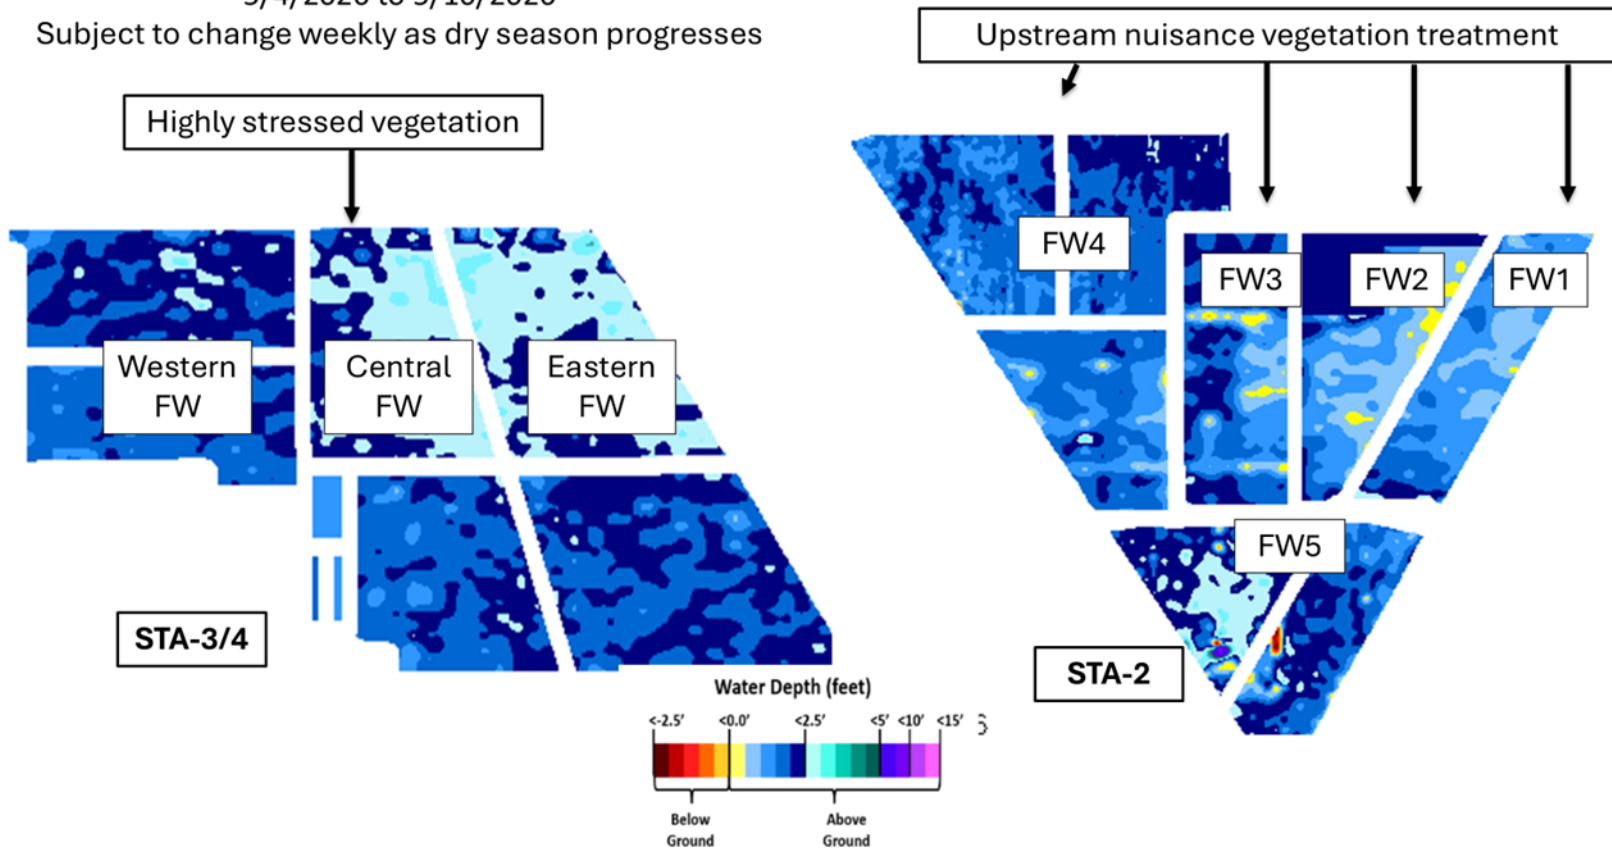 Subject to change weekly as dry season progresses
Upstream nuisance vegetation treatment
Highly stressed vegetation
FW4
FW3
FW2
FW1
Western
FW
Central
FW
Eastern
FW
FW5
STA-3/4
STA-2
Water Depth (feet)
<-2.5' <0.0' <2.5' <5' <10' <15'
Below
Ground
Above
Ground